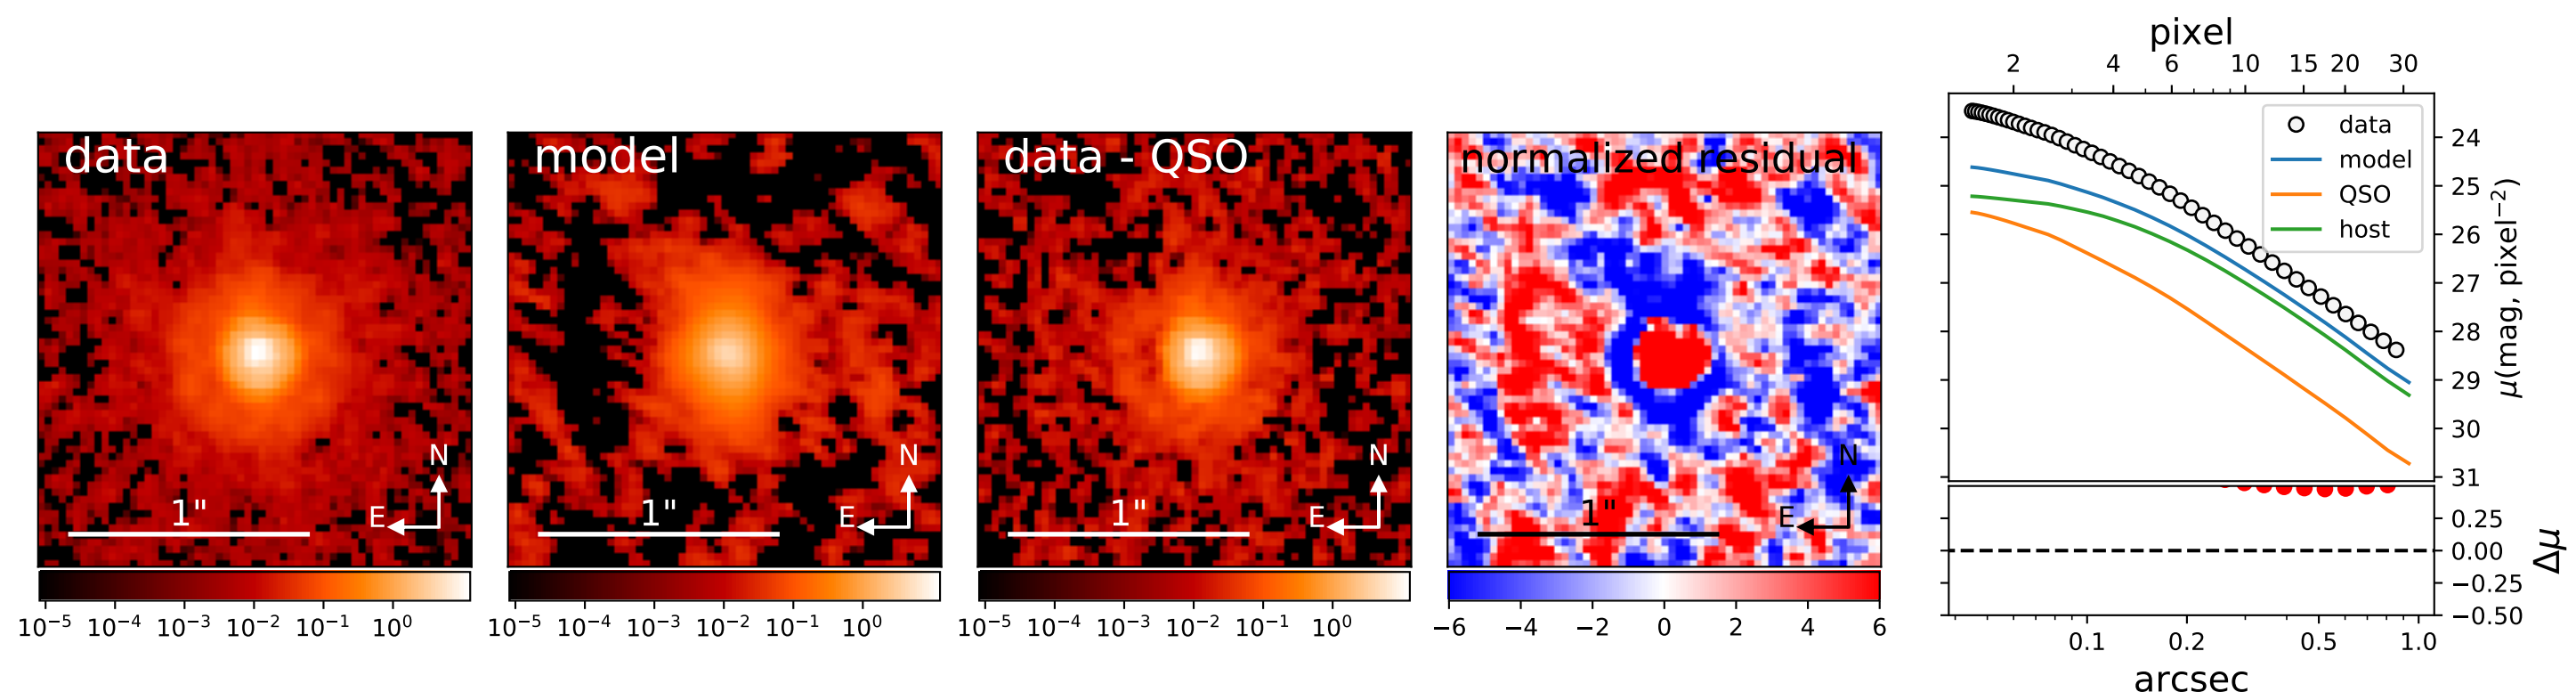 data
N
E
1"
10⁻⁵ 10⁻⁴ 10⁻³ 10⁻² 10⁻¹ 10⁰
model
N
E
1"
10⁻⁵ 10⁻⁴ 10⁻³ 10⁻² 10⁻¹ 10⁰
data - QSO
N
E
1"
10⁻⁵ 10⁻⁴ 10⁻³ 10⁻² 10⁻¹ 10⁰
normalized residual
N
E
1"
−6 −4 −2 0 2 4 6
pixel
2 4 6 10 15 20 30
data
model
QSO
host
24
25
26
27
28
29
30
31
μ(mag, pixel⁻²)
0.25
0.00
−0.25
−0.50
Δμ
0.1 0.2 0.5 1.0
arcsec